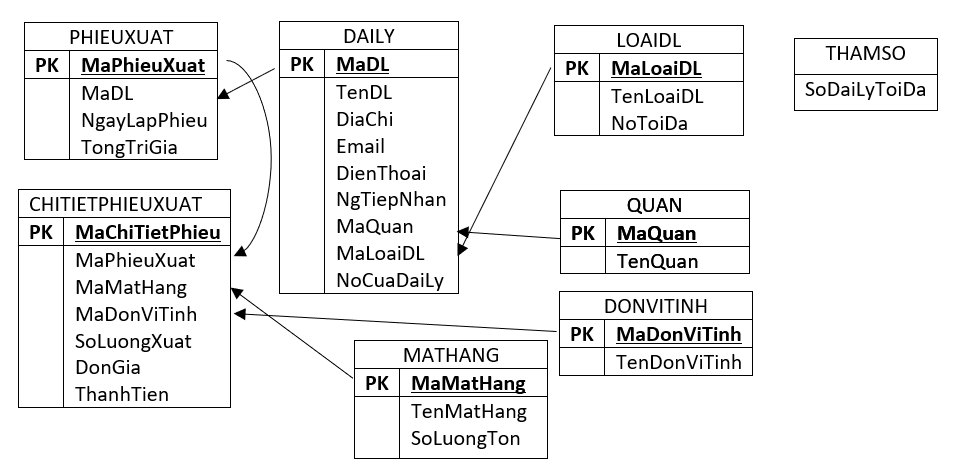 PHIEUXUAT
PK MaPhieuXuat
MaDL
NgayLapPhieu
TongTriGia
DAILY
PK MaDL
TenDL
DiaChi
Email
DienThoai
NgTiepNhan
MaQuan
MaLoaiDL
NoCuaDaiLy
LOAIDL
PK MaLoaiDL
TenLoaiDL
NoToiDa
THAMSO
SoDaiLyToiDa
CHITIETPHIEUXUAT
PK MaChiTietPhieu
MaPhieuXuat
MaMatHang
MaDonViTinh
SoLuongXuat
DonGia
ThanhTien
QUAN
PK MaQuan
TenQuan
DONVITINH
PK MaDonViTinh
TenDonViTinh
MATHANG
PK MaMatHang
TenMatHang
SoLuongTon